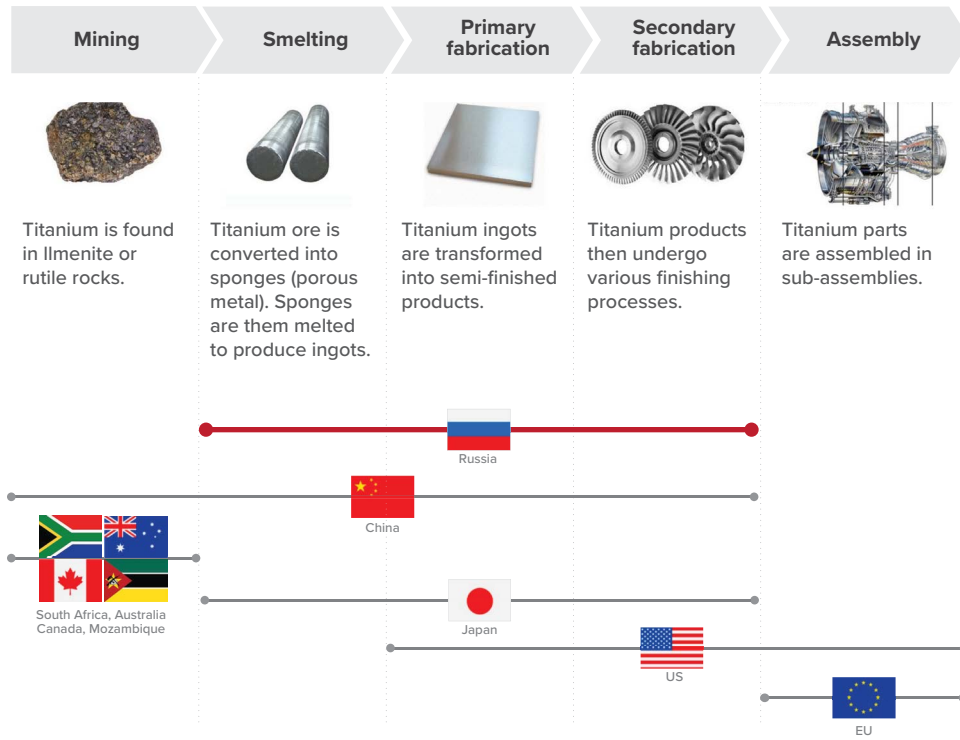 Mining
Smelting
Primary
fabrication
Secondary
fabrication
Assembly
Titanium is found
in Ilmenite or
rutile rocks.
Titanium ore is
converted into
sponges (porous
metal). Sponges
are them melted
to produce ingots.
Titanium ingots
are transformed
into semi-finished
products.
Titanium products
then undergo
various finishing
processes.
Titanium parts
are assembled in
sub-assemblies.
Russia
China
South Africa, Australia
Canada, Mozambique
Japan
US
EU